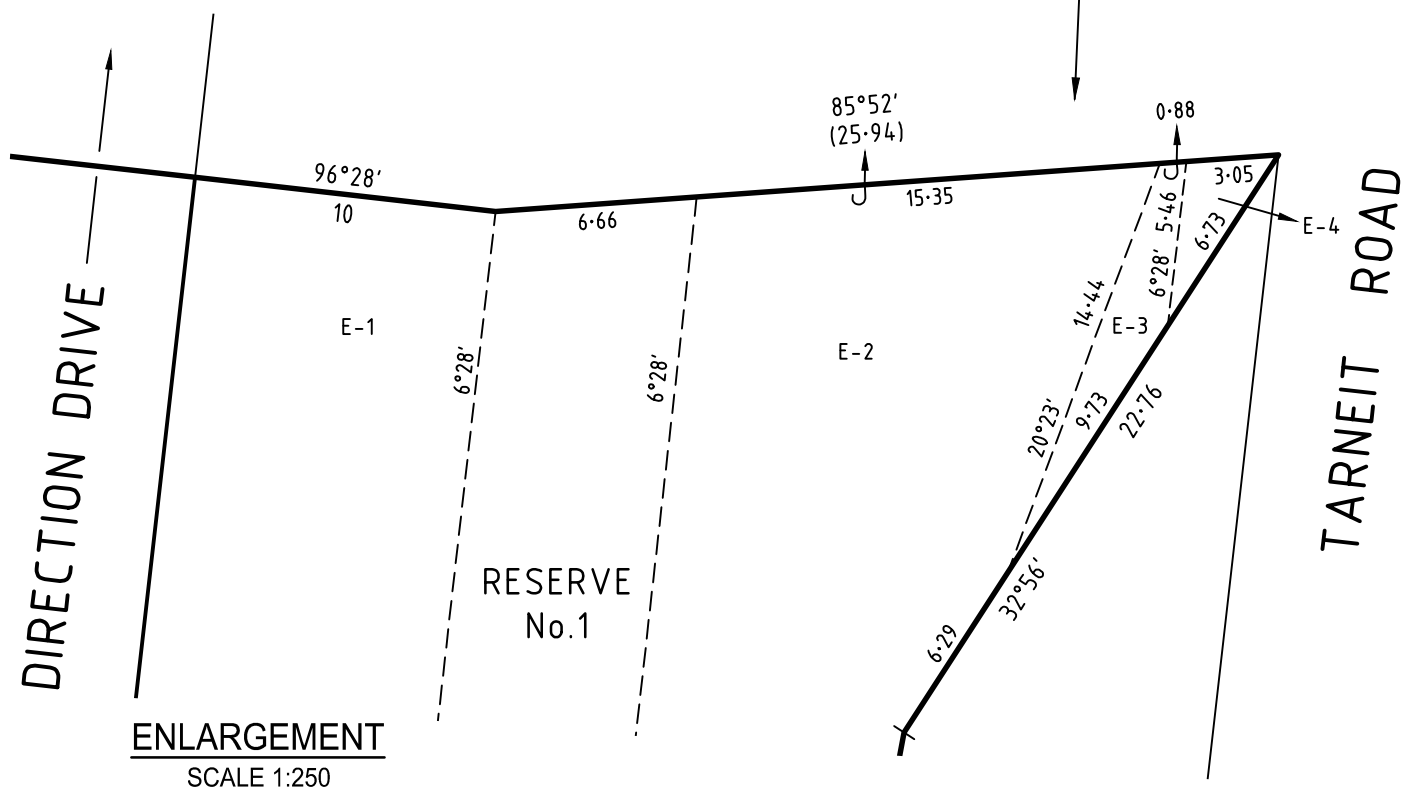 85°52'
(25·94)
0·88
96°28'
10
6·66
15·35
3·05
E-4
5·46
6°28'
6·73
14·44
E-3
E-1
E-2
6°28'
6°28'
20°23'
9·73
22·76
32°56'
6·29
DIRECTION DRIVE
TARNEIT ROAD
RESERVE
No.1
ENLARGEMENT
SCALE 1:250